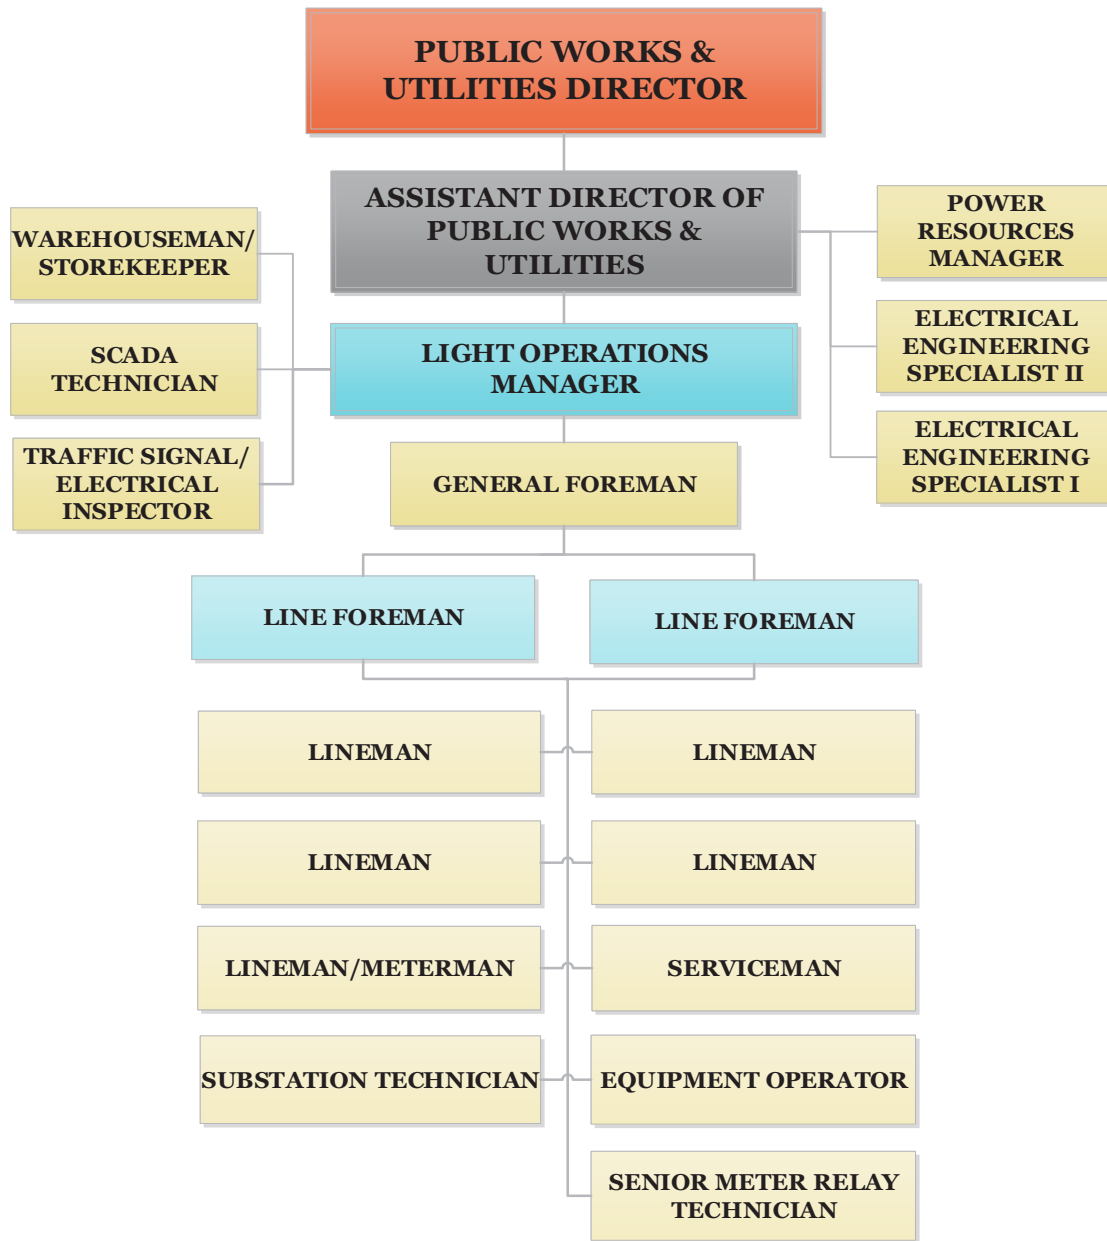 PUBLIC WORKS &
UTILITIES DIRECTOR
ASSISTANT DIRECTOR OF
PUBLIC WORKS &
UTILITIES
POWER
RESOURCES
MANAGER
WAREHOUSEMAN/
STOREKEEPER
ELECTRICAL
ENGINEERING
SPECIALIST II
SCADA
TECHNICIAN
LIGHT OPERATIONS
MANAGER
ELECTRICAL
ENGINEERING
SPECIALIST I
TRAFFIC SIGNAL/
ELECTRICAL
INSPECTOR
GENERAL FOREMAN
LINE FOREMAN
LINE FOREMAN
LINEMAN
LINEMAN
LINEMAN
LINEMAN
LINEMAN/METERMAN
SERVICEMAN
SUBSTATION TECHNICIAN
EQUIPMENT OPERATOR
SENIOR METER RELAY
TECHNICIAN